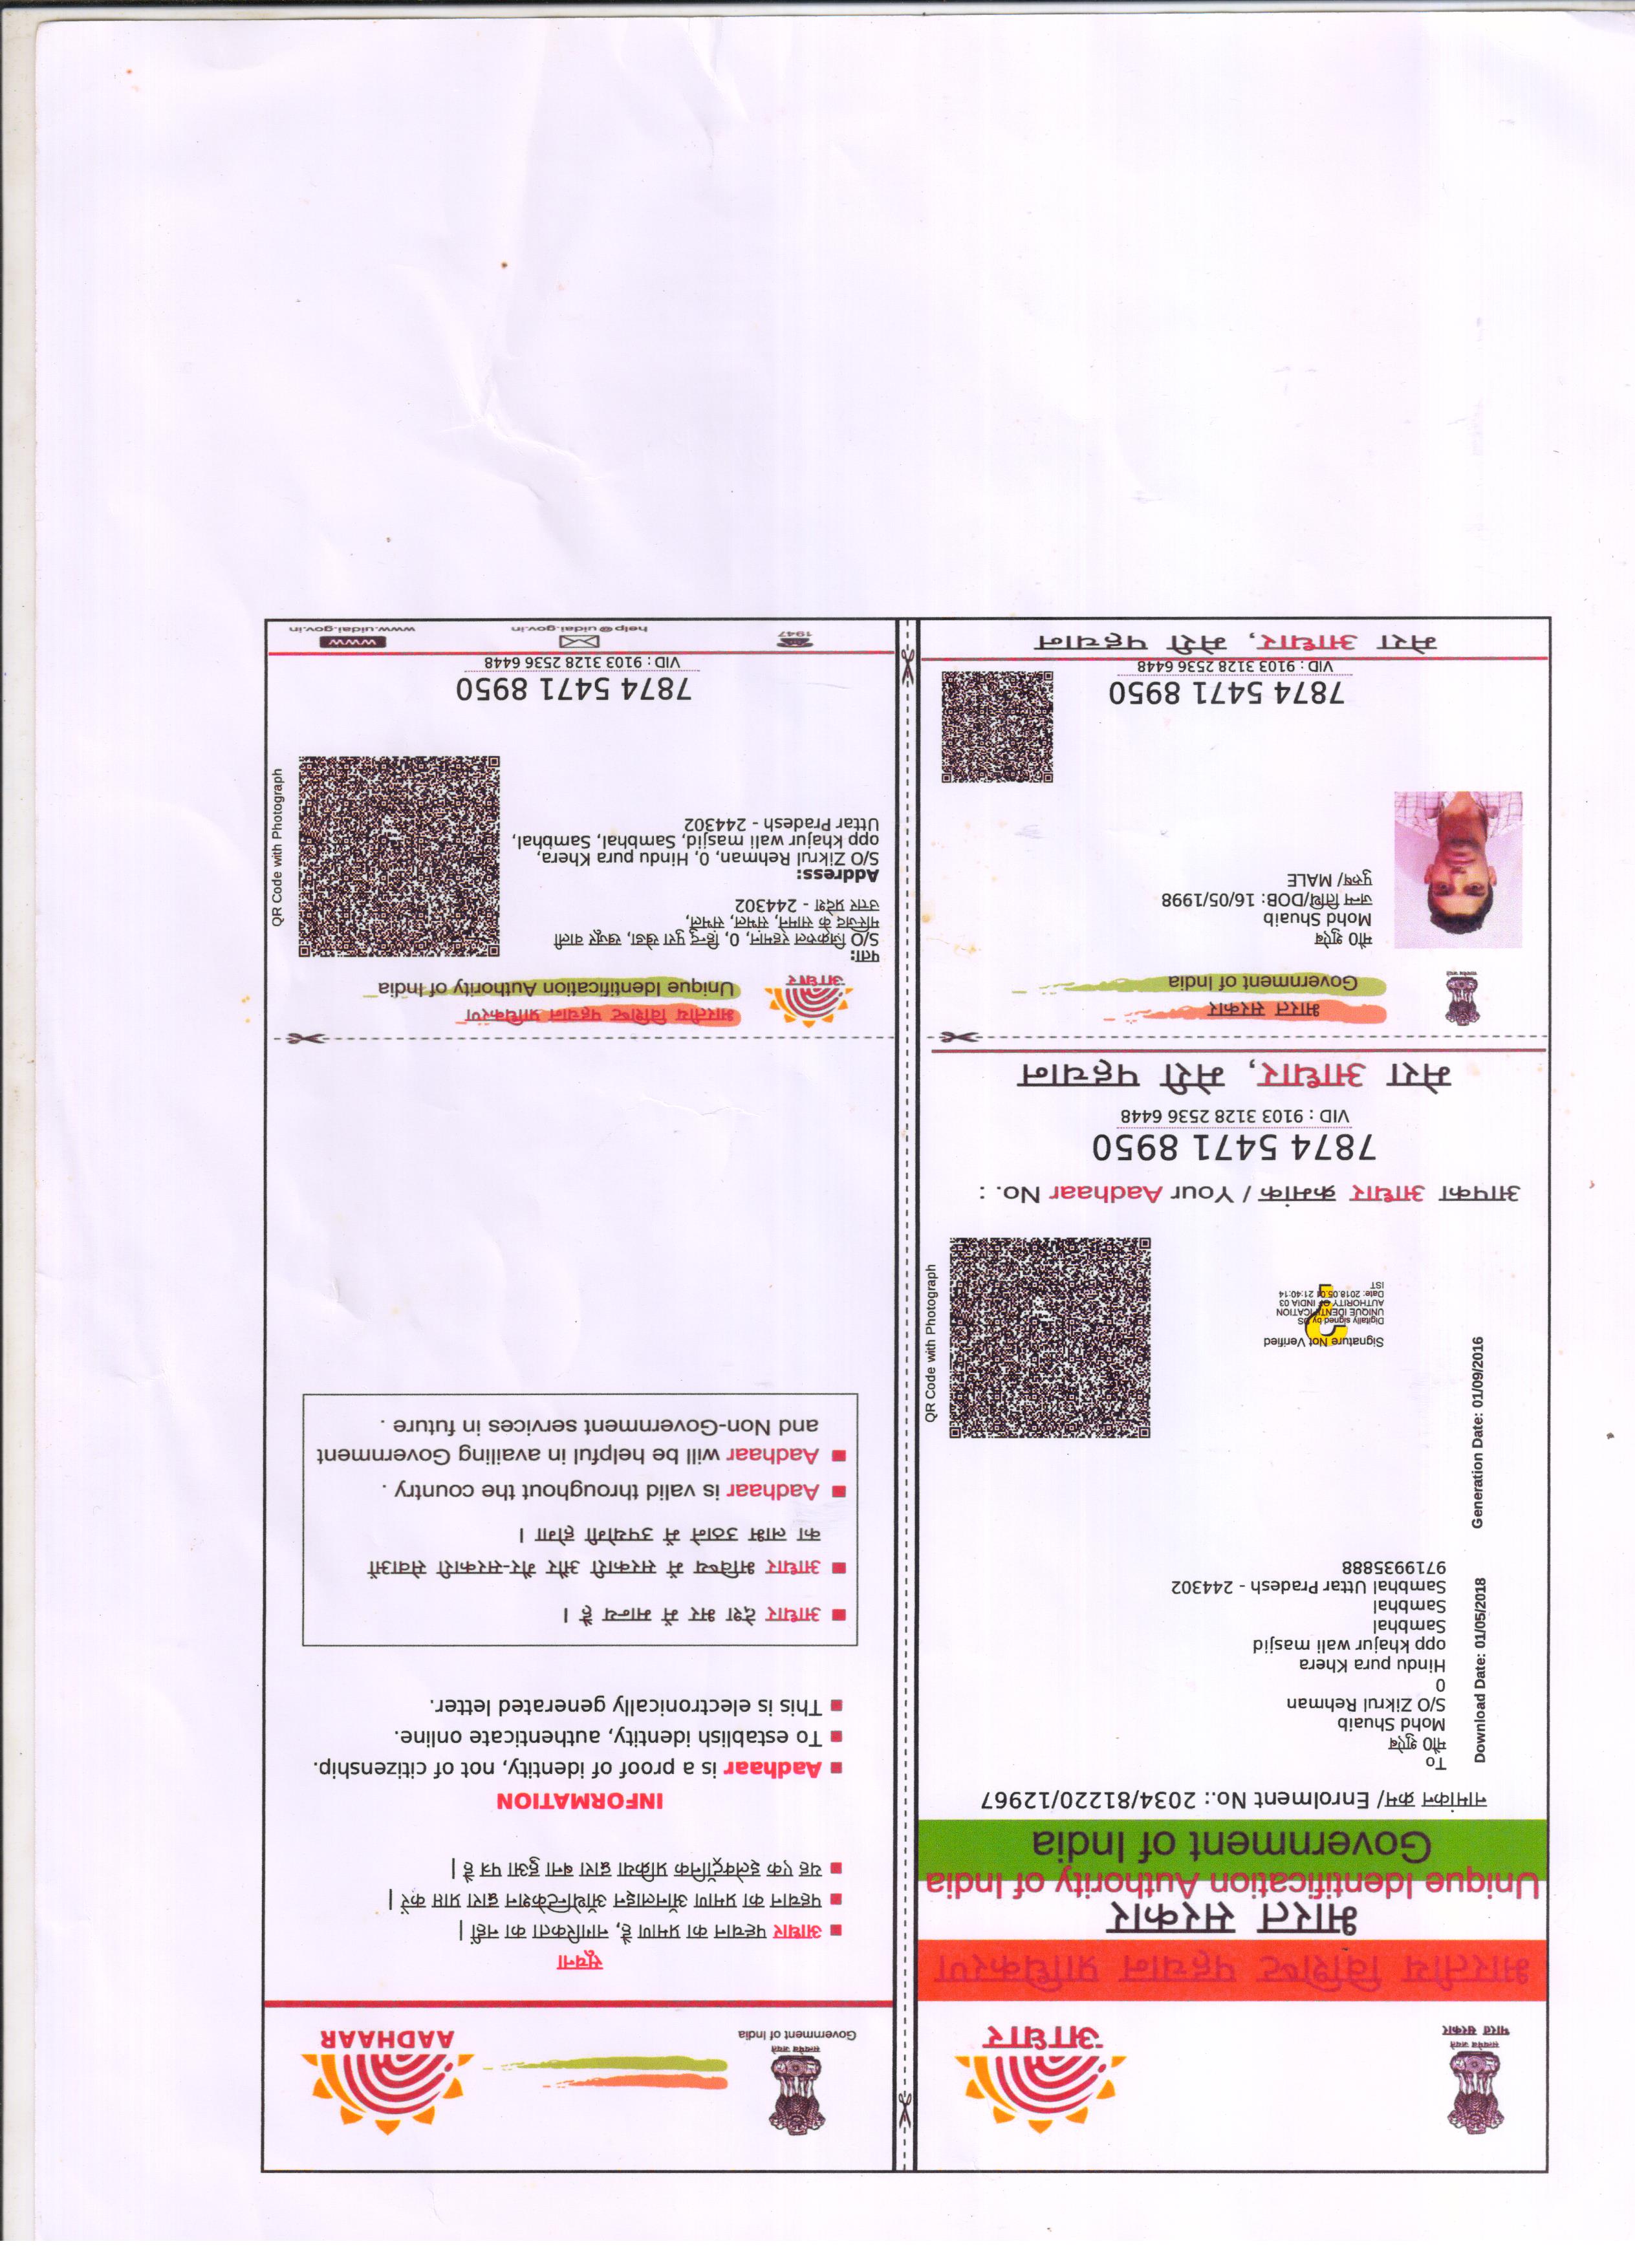 सत्यमेव जयते
भारत सरकार
आधार
भारतीय विशिष्ट पहचान प्राधिकरण
भारत सरकार
Unique Identification Authority of India
Government of India
नामांकन क्रम/ Enrolment No.: 2034/81220/12967
Download Date: 01/05/2018
Generation Date: 01/09/2016
To
मौ0 शुऐब
Mohd Shuaib
S/O Zikrul Rehman
0
Hindu pura Khera
opp khajur wali masjid
Sambhal
Sambhal
Sambhal Uttar Pradesh - 244302
9719935888
Signature Not Verified
Digitally signed by DS
UNIQUE IDENTIFICATION
AUTHORITY OF INDIA 03
Date: 2018.05.01 21:40:14
IST
QR Code with Photograph
आपका आधार क्रमांक / Your Aadhaar No. :
7874 5471 8950
VID : 9103 3128 2536 6448
मेरा आधार, मेरी पहचान
सत्यमेव जयते
Government of India
AADHAAR
सूचना
आधार पह्चान का प्रमाण है, नागरिकता का नहीं |
पहचान का प्रमाण ऑनलाइन ऑथेन्टिकेशन द्वारा प्राप्त करें |
यह एक इलेक्ट्रॉनिक प्रक्रिया द्वारा बना हुआ पत्र है |
INFORMATION
Aadhaar is a proof of identity, not of citizenship.
To establish identity, authenticate online.
This is electronically generated letter.
आधार देश भर में मान्य है ।
आधार भविष्य में सरकारी और गैर-सरकारी सेवाओं
का लाभ उठाने में उपयोगी होगा ।
Aadhaar is valid throughout the country .
Aadhaar will be helpful in availing Government
and Non-Government services in future .
सत्यमेव जयते
भारत सरकार
Government of India
मौ0 शुऐब
Mohd Shuaib
जन्म तिथि/DOB: 16/05/1998
पुरुष/ MALE
7874 5471 8950
VID : 9103 3128 2536 6448
मेरा आधार, मेरी पहचान
आधार
भारतीय विशिष्ट पहचान प्राधिकरण
Unique Identification Authority of India
पता:
S/O ज़िक्ररुल रहमान, 0, हिन्दु पुरा खेडा, खजूर वाली
मस्जिद के सामने, संभल, संभल,
उत्तर प्रदेश - 244302
Address:
S/O Zikrul Rehman, 0, Hindu pura Khera,
opp khajur wali masjid, Sambhal, Sambhal,
Uttar Pradesh - 244302
QR Code with Photograph
7874 5471 8950
VID : 9103 3128 2536 6448
1947
help@uidai.gov.in
www
www.uidai.gov.in